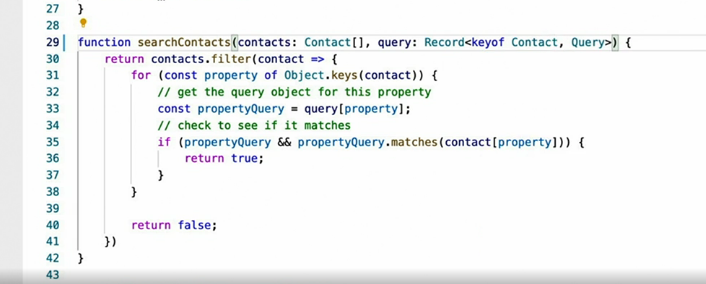 27 }
28
29 function searchContacts(contacts: Contact[], query: Record<keyof Contact, Query>) {
30     return contacts.filter(contact => {
31         for (const property of Object.keys(contact)) {
32             // get the query object for this property
33             const propertyQuery = query[property];
34             // check to see if it matches
35             if (propertyQuery && propertyQuery.matches(contact[property])) {
36                 return true;
37             }
38         }
39
40         return false;
41     })
42 }
43